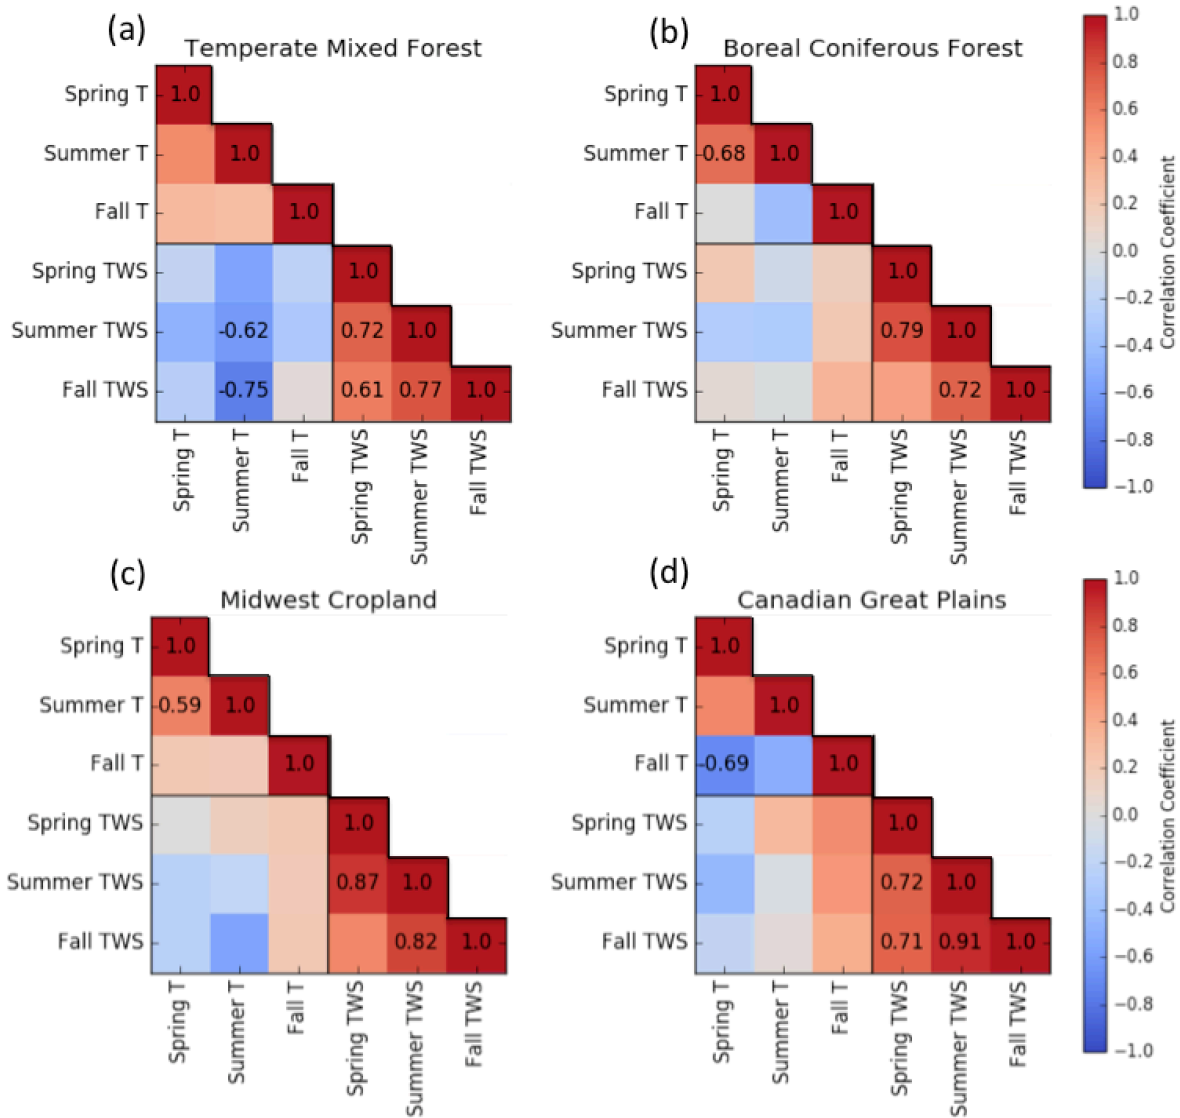 (a)
Temperate Mixed Forest
Spring T 1.0
Summer T 1.0
Fall T 1.0
Spring TWS 1.0
Summer TWS -0.62 0.72 1.0
Fall TWS -0.75 0.61 0.77 1.0
Spring T
Summer T
Fall T
Spring TWS
Summer TWS
Fall TWS
(b)
Boreal Coniferous Forest
Spring T 1.0
Summer T 0.68 1.0
Fall T 1.0
Spring TWS 1.0
Summer TWS 0.79 1.0
Fall TWS 0.72 1.0
Spring T
Summer T
Fall T
Spring TWS
Summer TWS
Fall TWS
1.0
0.8
0.6
0.4
0.2
0.0
−0.2
−0.4
−0.6
−0.8
−1.0
Correlation Coefficient
(c)
Midwest Cropland
Spring T 1.0
Summer T 0.59 1.0
Fall T 1.0
Spring TWS 1.0
Summer TWS 0.87 1.0
Fall TWS 0.82 1.0
Spring T
Summer T
Fall T
Spring TWS
Summer TWS
Fall TWS
(d)
Canadian Great Plains
Spring T 1.0
Summer T 1.0
Fall T -0.69 1.0
Spring TWS 1.0
Summer TWS 0.72 1.0
Fall TWS 0.71 0.91 1.0
Spring T
Summer T
Fall T
Spring TWS
Summer TWS
Fall TWS
1.0
0.8
0.6
0.4
0.2
0.0
−0.2
−0.4
−0.6
−0.8
−1.0
Correlation Coefficient